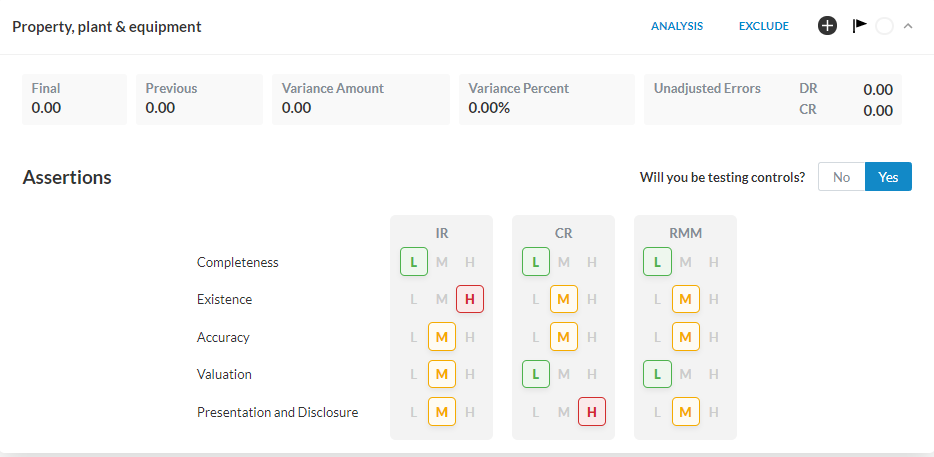 Property, plant & equipment ANALYSIS EXCLUDE
Final Previous Variance Amount Variance Percent Unadjusted Errors DR 0.00
0.00 0.00 0.00 0.00% CR 0.00
Assertions Will you be testing controls? No Yes
IR CR RMM
Completeness L M H L M H L M H
Existence L M H L M H L M H
Accuracy L M H L M H L M H
Valuation L M H L M H L M H
Presentation and Disclosure L M H L M H L M H